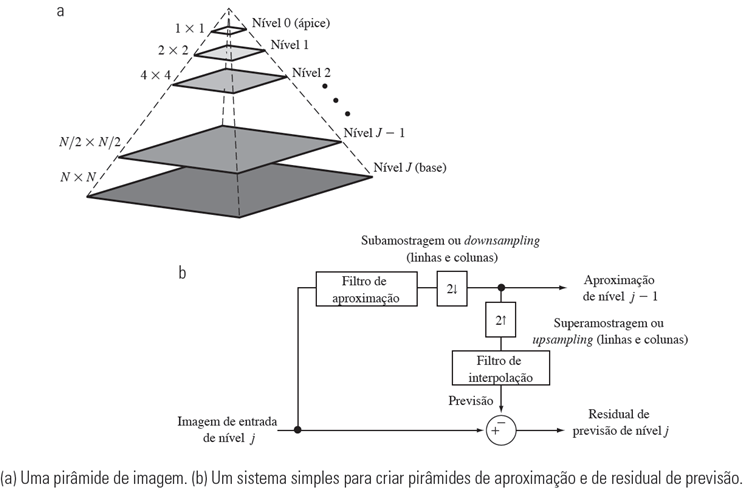 a
1 × 1
Nível 0 (ápice)
2 × 2
Nível 1
4 × 4
Nível 2
N/2 × N/2
Nível J − 1
N × N
Nível J (base)
b
Subamostragem ou downsampling
(linhas e colunas)
Filtro de
aproximação
2↓
Aproximação
de nível j − 1
2↑
Superamostragem ou
upsampling (linhas e colunas)
Filtro de
interpolação
Previsão
Imagem de entrada
de nível j
+
−
Residual de
previsão de nível j
(a) Uma pirâmide de imagem. (b) Um sistema simples para criar pirâmides de aproximação e de residual de previsão.